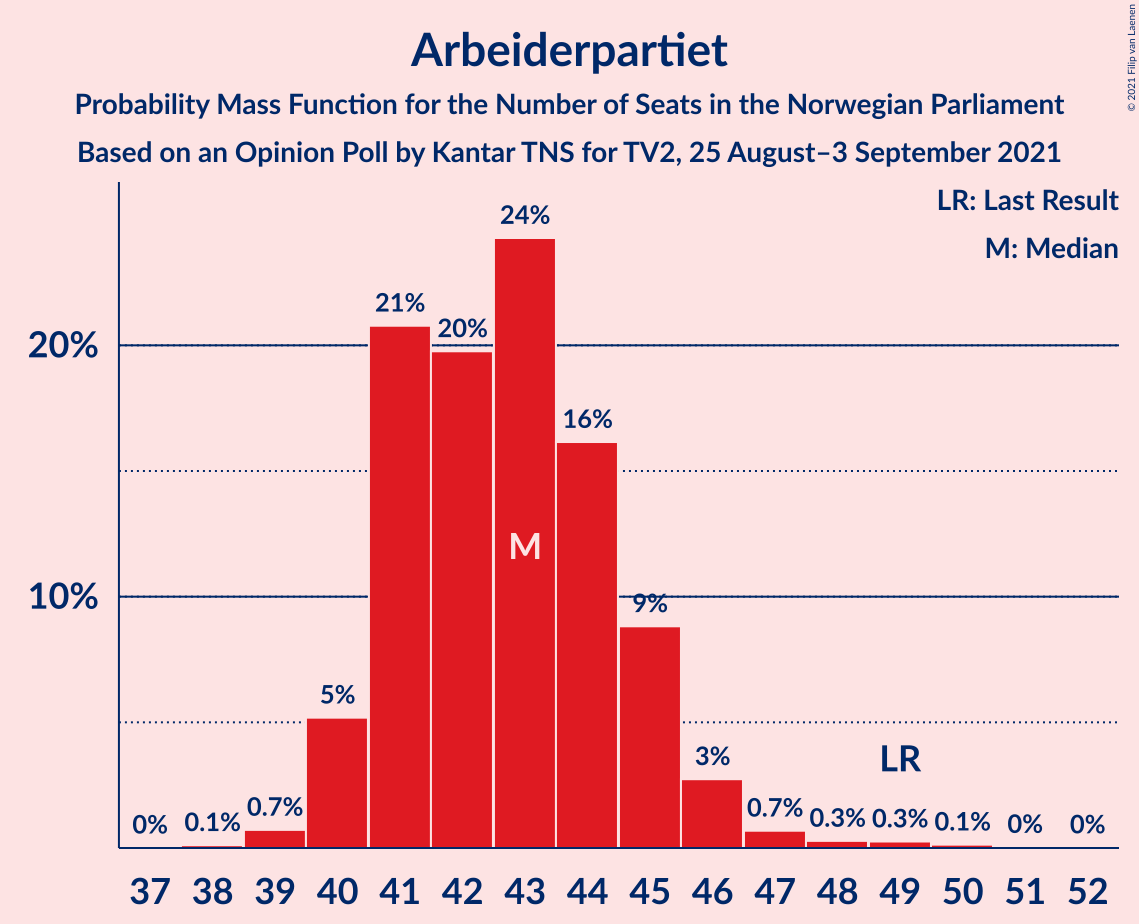 Arbeiderpartiet
Probability Mass Function for the Number of Seats in the Norwegian Parliament
Based on an Opinion Poll by Kantar TNS for TV2, 25 August–3 September 2021
© 2021 Filip van Laenen
LR: Last Result
M: Median
20%
10%
0%
0.1%
0.7%
5%
21%
20%
24%
16%
9%
3%
0.7%
0.3%
0.3%
0.1%
0%
0%
M
LR
37 38 39 40 41 42 43 44 45 46 47 48 49 50 51 52